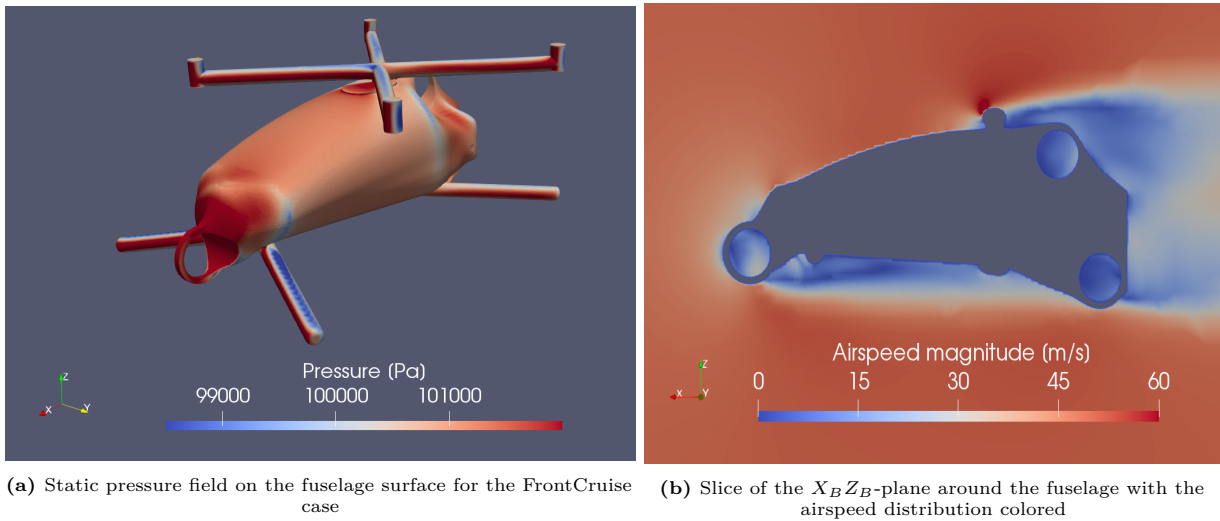 Pressure (Pa)
99000 100000 101000
Z
X Y
(a) Static pressure field on the fuselage surface for the FrontCruise
case
Airspeed magnitude (m/s)
0 15 30 45 60
Z
X Y
(b) Slice of the X_B Z_B-plane around the fuselage with the
airspeed distribution colored